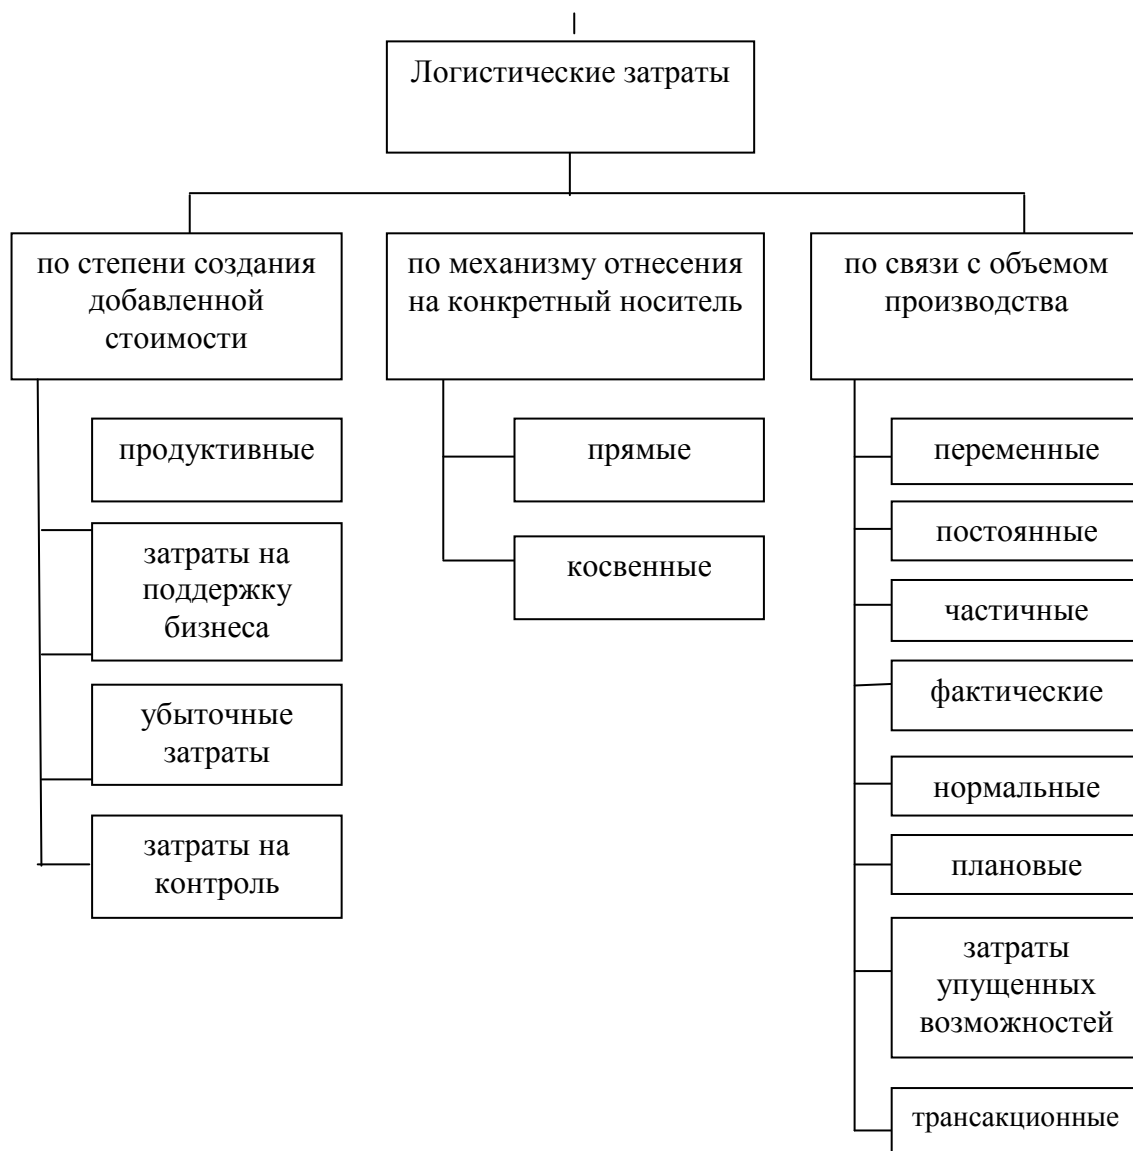 Логистические затраты
по степени создания
добавленной
стоимости
по механизму отнесения
на конкретный носитель
по связи с объемом
производства
продуктивные
затраты на
поддержку
бизнеса
убыточные
затраты
затраты на
контроль
прямые
косвенные
переменные
постоянные
частичные
фактические
нормальные
плановые
затраты
упущенных
возможностей
трансакционные